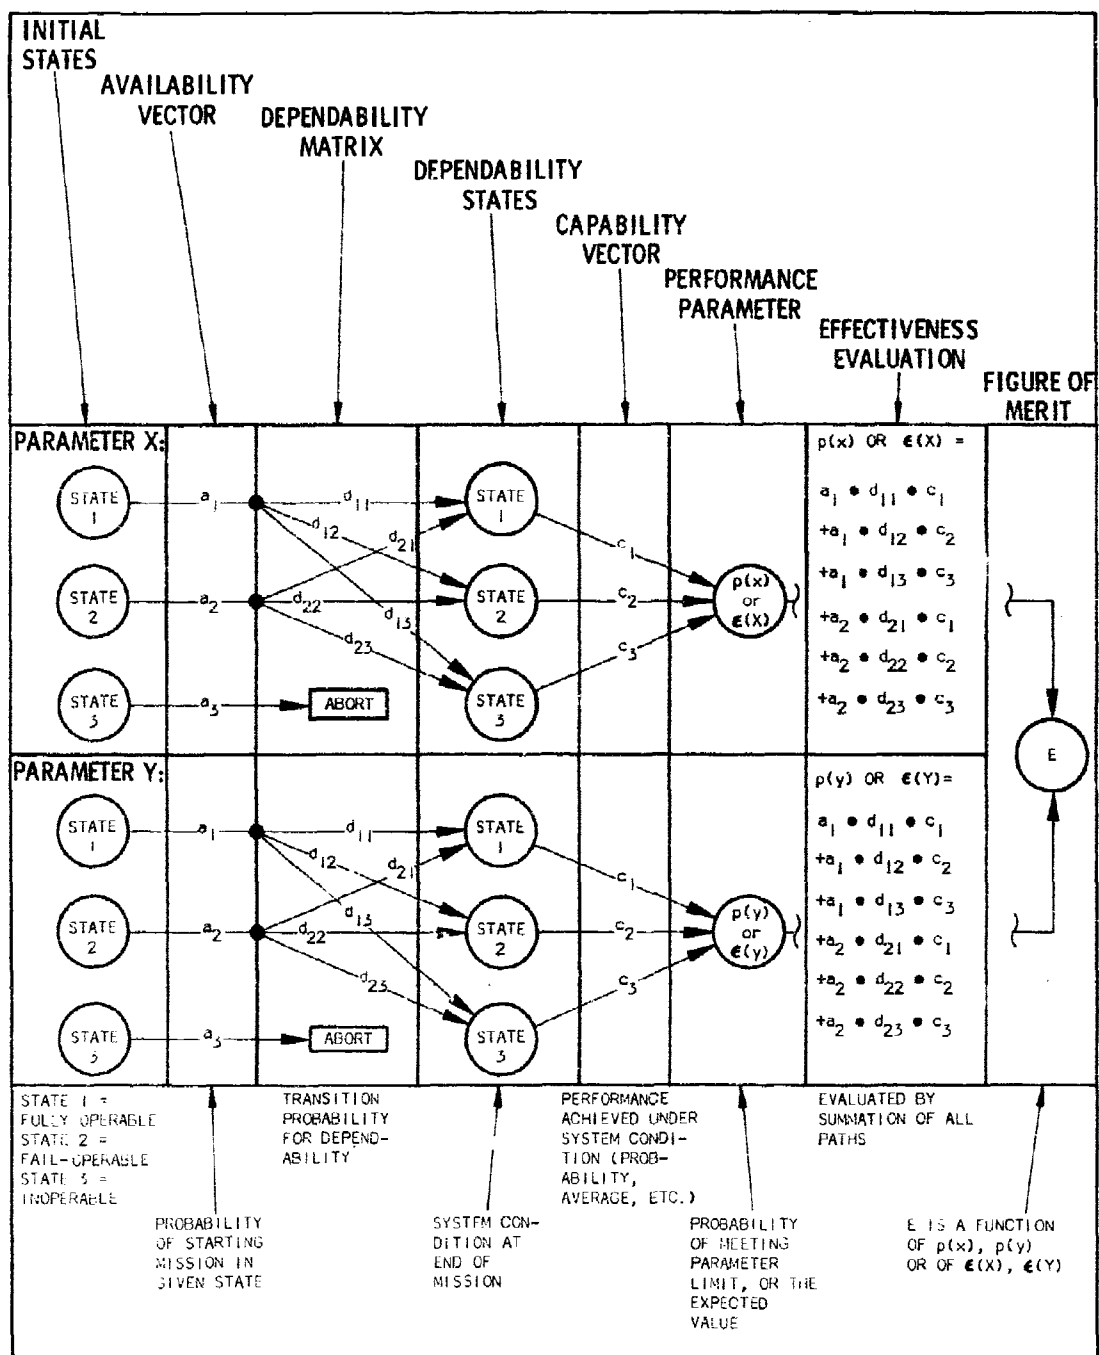 INITIAL
STATES
AVAILABILITY
VECTOR
DEPENDABILITY
MATRIX
DEPENDABILITY
STATES
CAPABILITY
VECTOR
PERFORMANCE
PARAMETER
EFFECTIVENESS
EVALUATION
FIGURE OF
MERIT
PARAMETER X:
STATE
1
a₁
d₁₁
d₁₂
d₂₁
STATE
1
c₁
STATE
2
a₂
d₂₂
d₁₃
d₂₃
STATE
2
c₂
p(x)
or
ϵ(X)
STATE
3
a₃
ABORT
STATE
3
c₃
p(x) OR ϵ(X) =
a₁ • d₁₁ • c₁
+a₁ • d₁₂ • c₂
+a₁ • d₁₃ • c₃
+a₂ • d₂₁ • c₁
+a₂ • d₂₂ • c₂
+a₂ • d₂₃ • c₃
E
PARAMETER Y:
STATE
1
a₁
d₁₁
d₁₂
d₂₁
STATE
1
c₁
STATE
2
a₂
d₂₂
d₁₃
d₂₃
STATE
2
c₂
p(y)
or
ϵ(y)
STATE
3
a₃
ABORT
STATE
3
c₃
p(y) OR ϵ(Y)=
a₁ • d₁₁ • c₁
+a₁ • d₁₂ • c₂
+a₁ • d₁₃ • c₃
+a₂ • d₂₁ • c₁
+a₂ • d₂₂ • c₂
+a₂ • d₂₃ • c₃
STATE 1 =
FULLY OPERABLE
STATE 2 =
FAIL-OPERABLE
STATE 3 =
INOPERABLE
PROBABILITY
OF STARTING
MISSION IN
GIVEN STATE
TRANSITION
PROBABILITY
FOR DEPEND-
ABILITY
SYSTEM CON-
DITION AT
END OF
MISSION
PERFORMANCE
ACHIEVED UNDER
SYSTEM CONDI-
TION (PROB-
ABILITY,
AVERAGE, ETC.)
PROBABILITY
OF MEETING
PARAMETER
LIMIT, OR THE
EXPECTED
VALUE
EVALUATED BY
SUMMATION OF ALL
PATHS
E IS A FUNCTION
OF p(x), p(y)
OR OF ϵ(X), ϵ(Y)